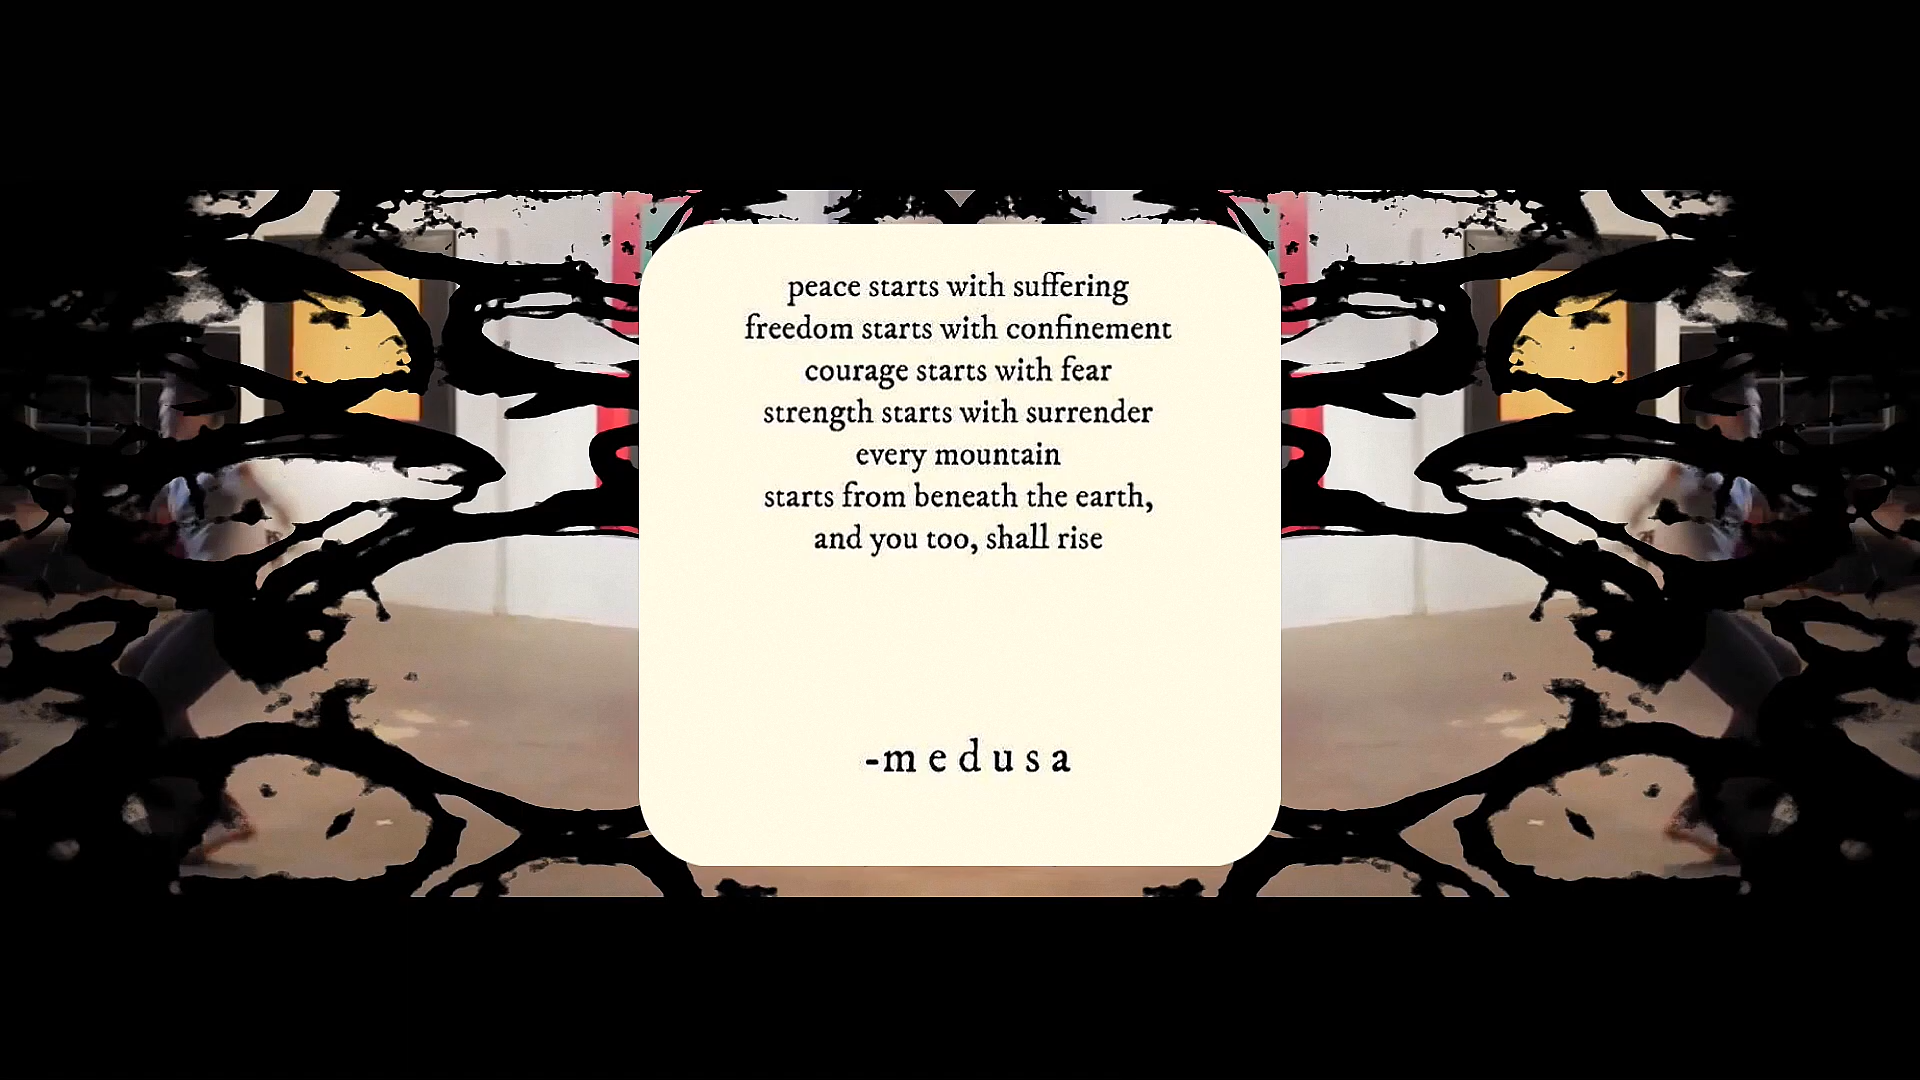 peace starts with suffering
freedom starts with confinement
courage starts with fear
strength starts with surrender
every mountain
starts from beneath the earth,
and you too, shall rise
-m e d u s a